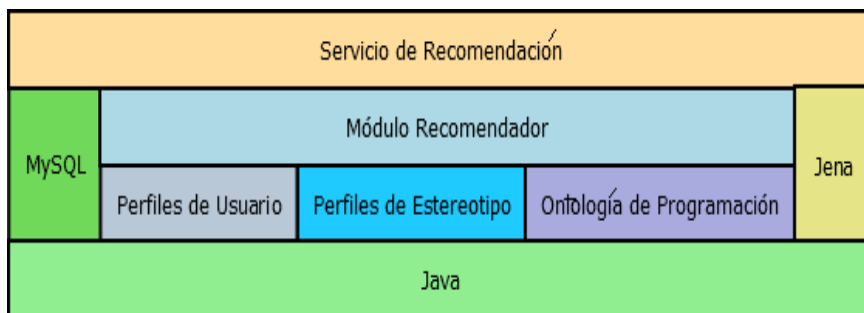 Servicio de Recomendación
MySQL
Módulo Recomendador
Jena
Perfiles de Usuario
Perfiles de Estereotipo
Ontología de Programación
Java